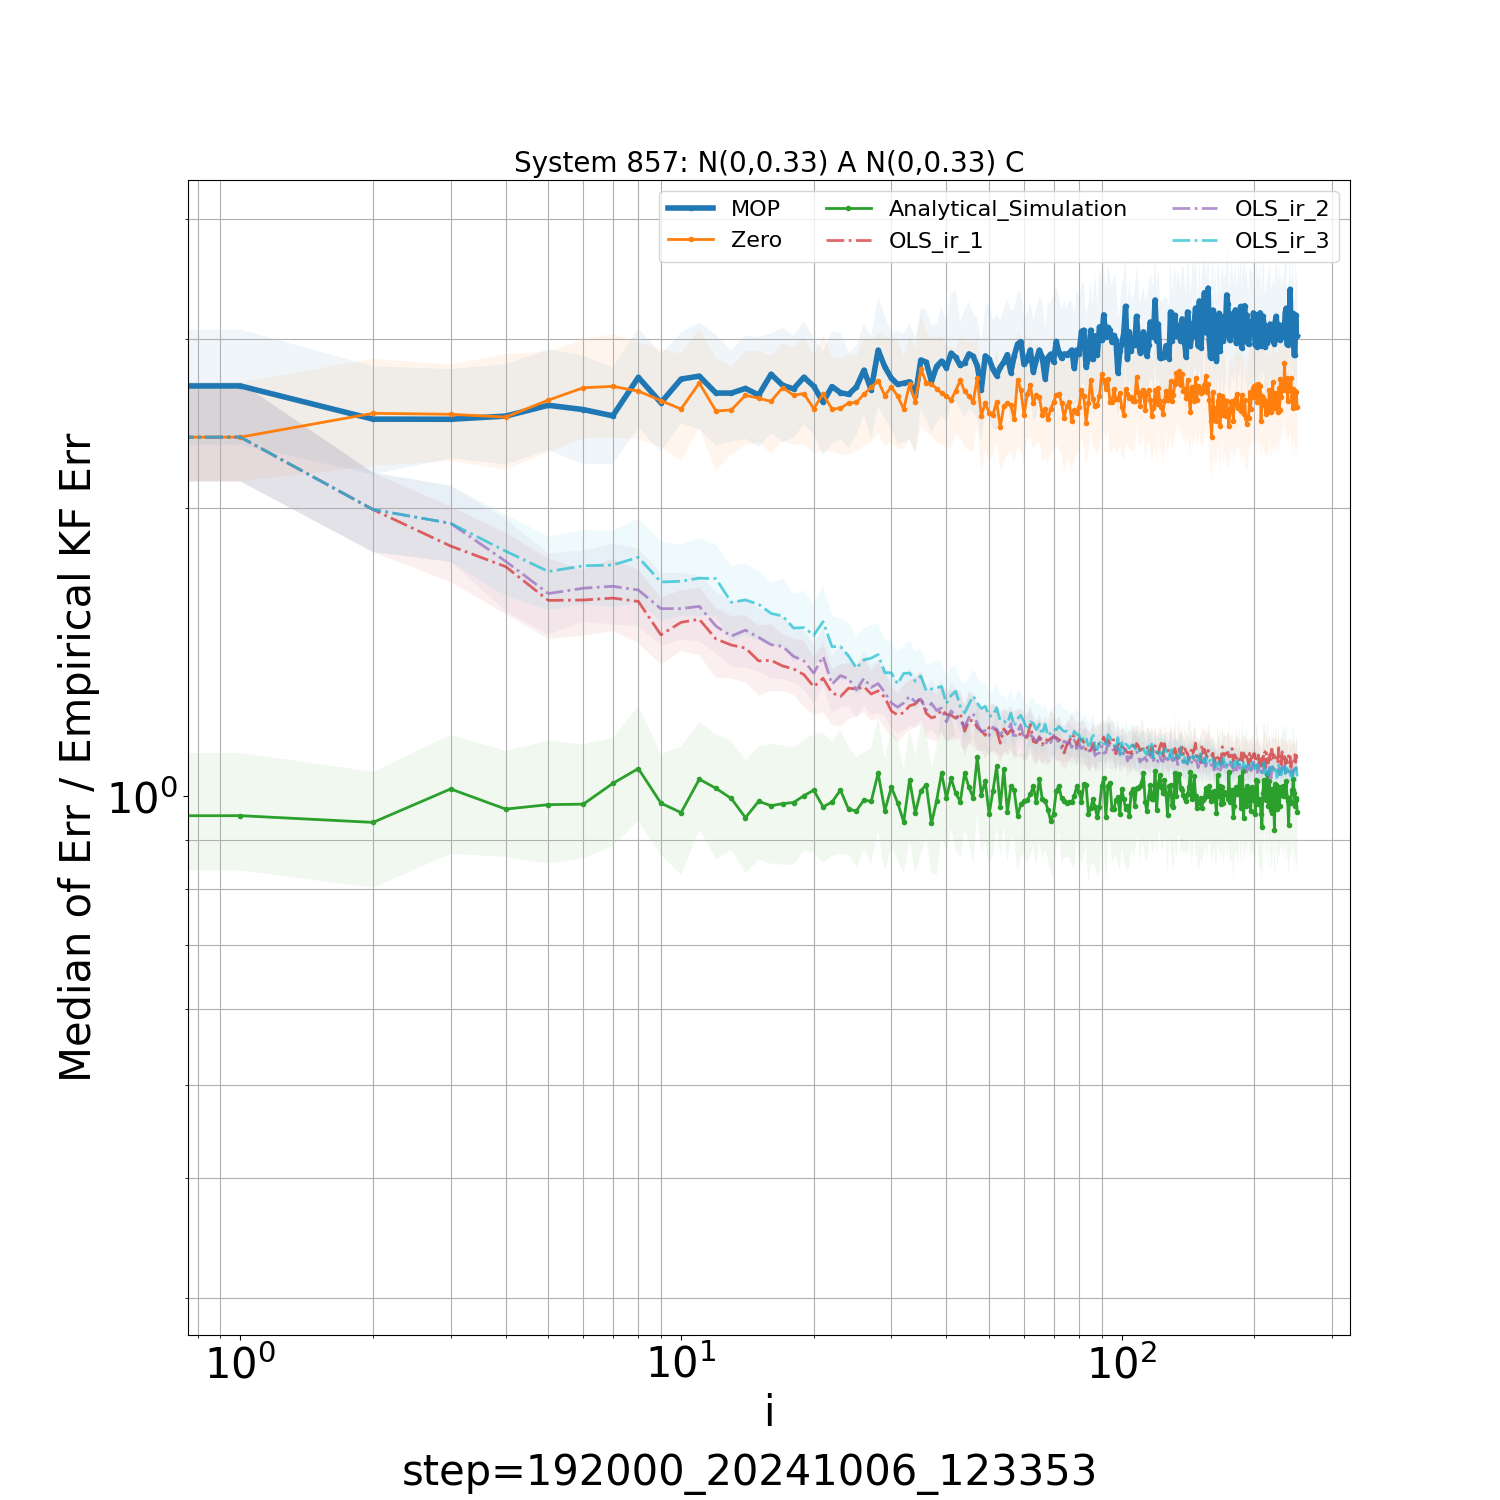 System 857: N(0,0.33) A N(0,0.33) C
MOP
Zero
Analytical_Simulation
OLS_ir_1
OLS_ir_2
OLS_ir_3
Median of Err / Empirical KF Err
10⁰
10⁰
10¹
10²
i
step=192000_20241006_123353